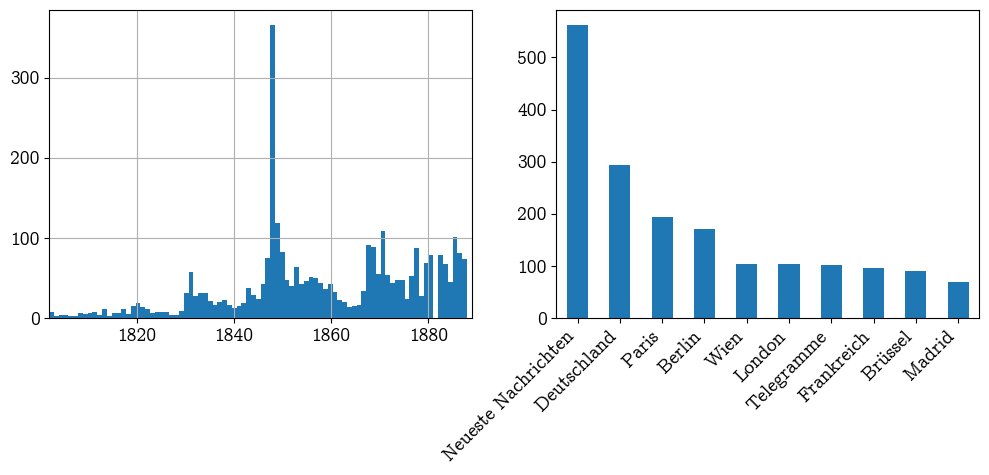 300
200
100
0
1820 1840 1860 1880
500
400
300
200
100
0
Neueste Nachrichten
Deutschland
Paris
Berlin
Wien
London
Telegramme
Frankreich
Brüssel
Madrid